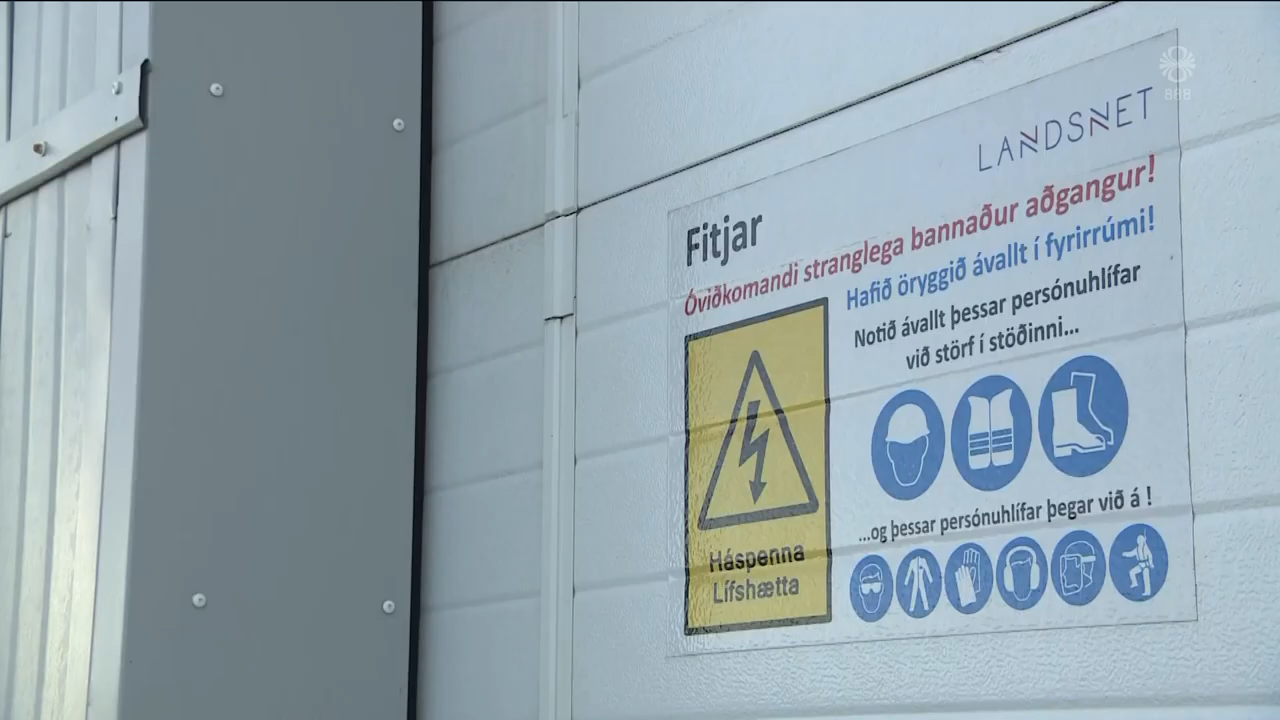 888
LANDSNET
Fitjar
Óviðkomandi stranglega bannaður aðgangur!
Hafið öryggið ávallt í fyrirrúmi!
Notið ávallt þessar persónuhlífar
við störf í stöðinni...
Háspenna
Lífshætta
...og þessar persónuhlífar þegar við á !